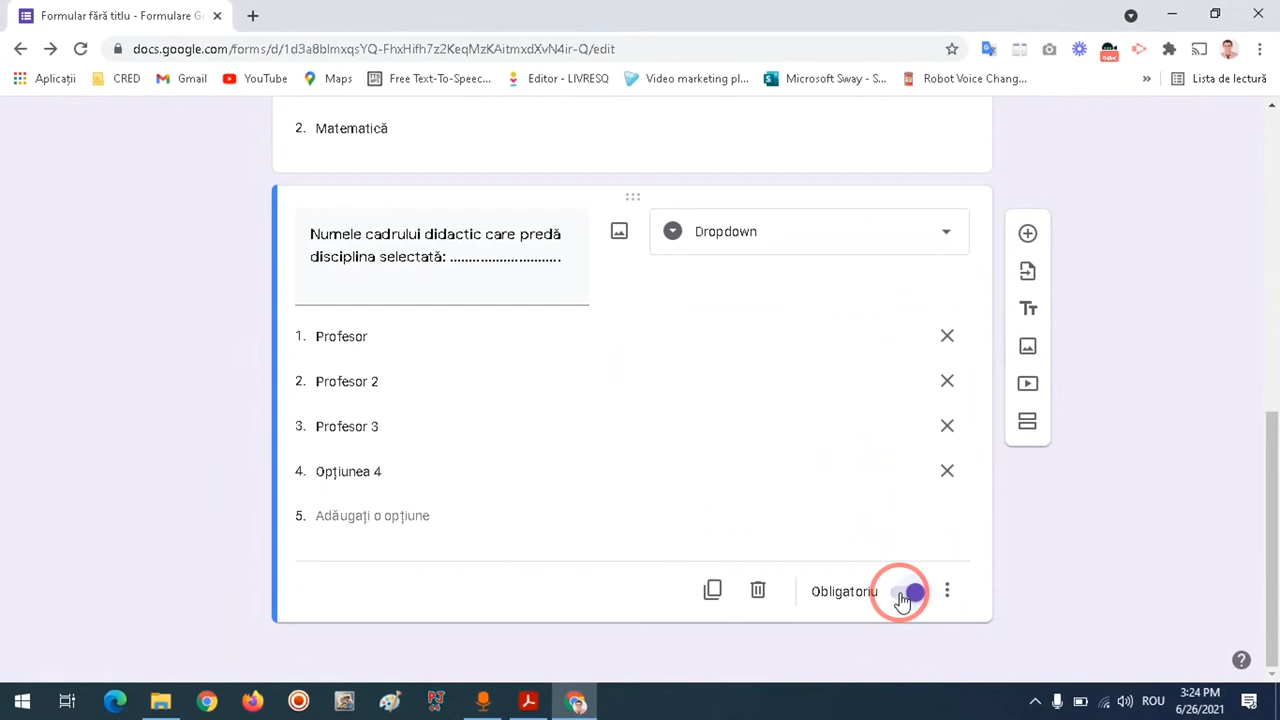 Formular fără titlu - Formulare Go
docs.google.com/forms/d/1d3a8blmxqsYQ-FhxHifh7z2KeqMzKAitmxdXvN4ir-Q/edit
Aplicații CRED Gmail YouTube Maps Free Text-To-Speec... Editor - LIVRESQ Video marketing pl... Microsoft Sway - S... Robot Voice Chang... » Lista de lectură
new
2. Matematică
Numele cadrului didactic care predă
disciplina selectată: ............................
Dropdown
1. Profesor
2. Profesor 2
3. Profesor 3
4. Opțiunea 4
5. Adăugați o opțiune
Obligatoriu
ROU
3:24 PM
6/26/2021